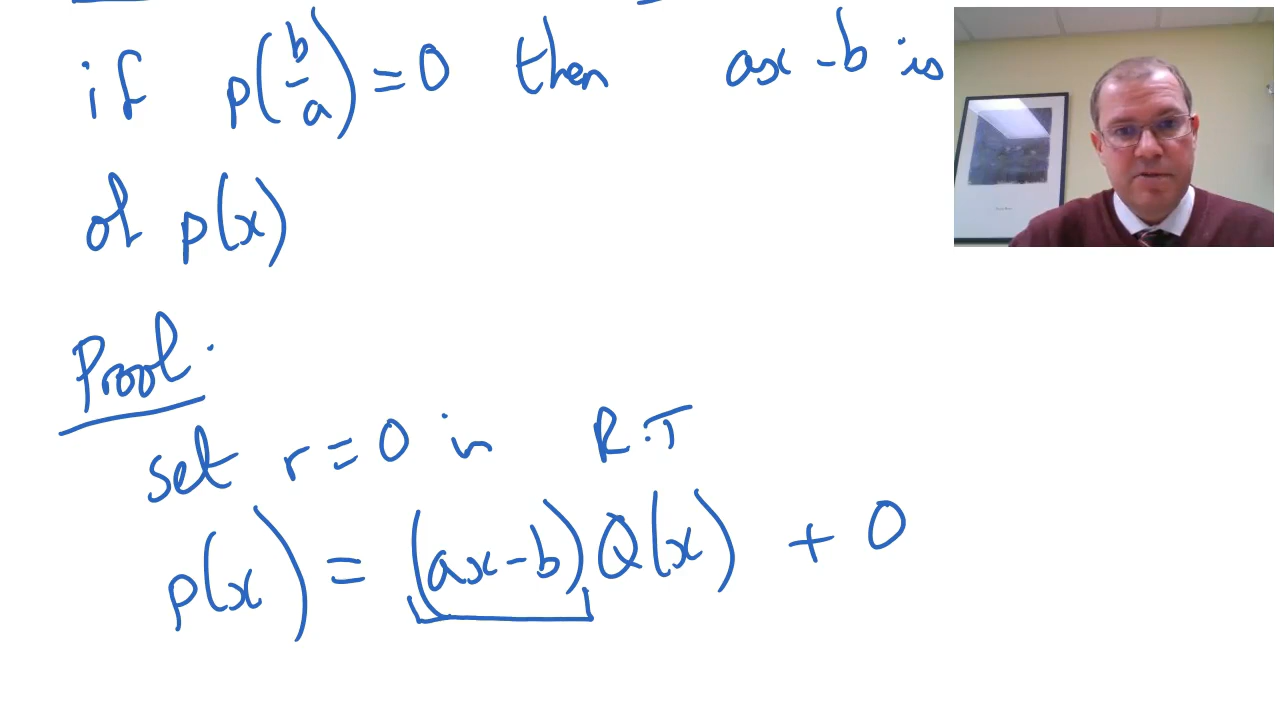 if p(b/a) = 0 then ax - b is
of p(x)
Proof.
set r = 0 in R.T
p(x) = (ax - b) Q(x) + 0